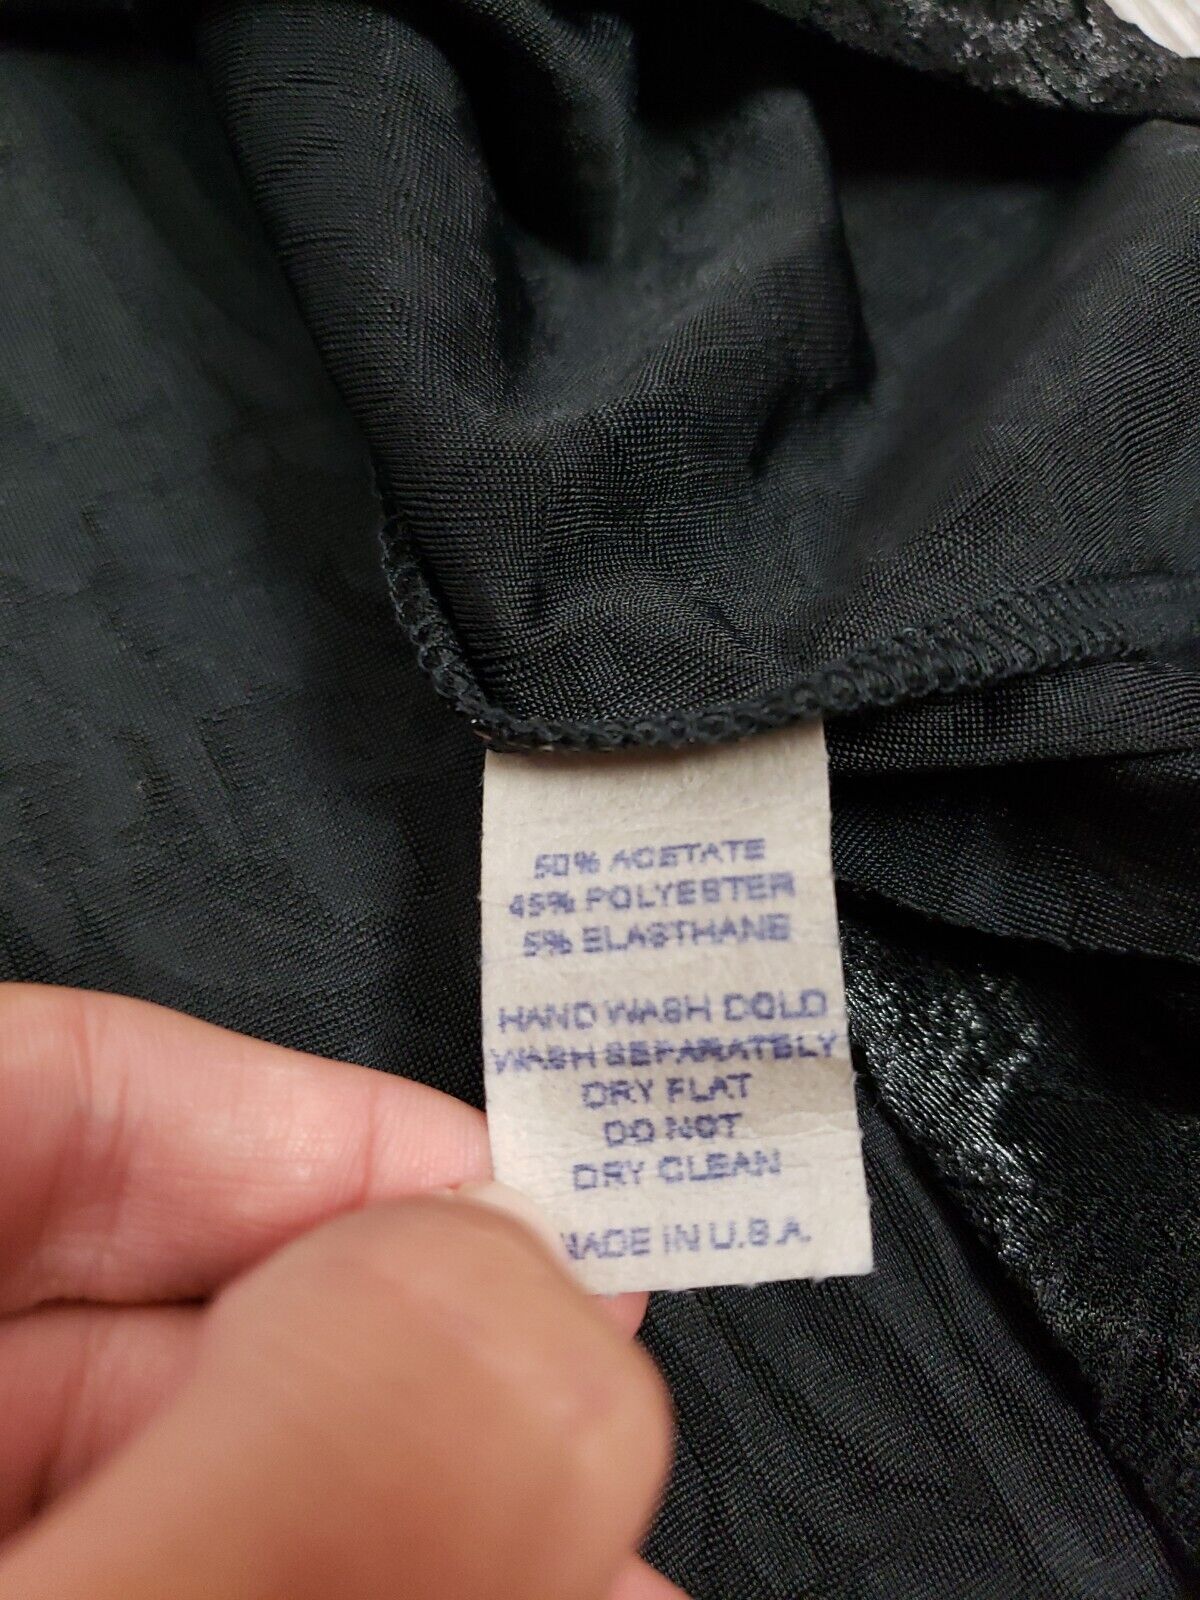 50% ACETATE
45% POLYESTER
5% ELASTHANE
HAND WASH COLD
WASH SEPARATELY
DRY FLAT
DO NOT
DRY CLEAN
MADE IN U.S.A.